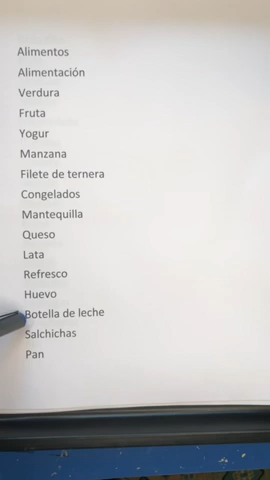 Alimentos
Alimentación
Verdura
Fruta
Yogur
Manzana
Filete de ternera
Congelados
Mantequilla
Queso
Lata
Refresco
Huevo
Botella de leche
Salchichas
Pan